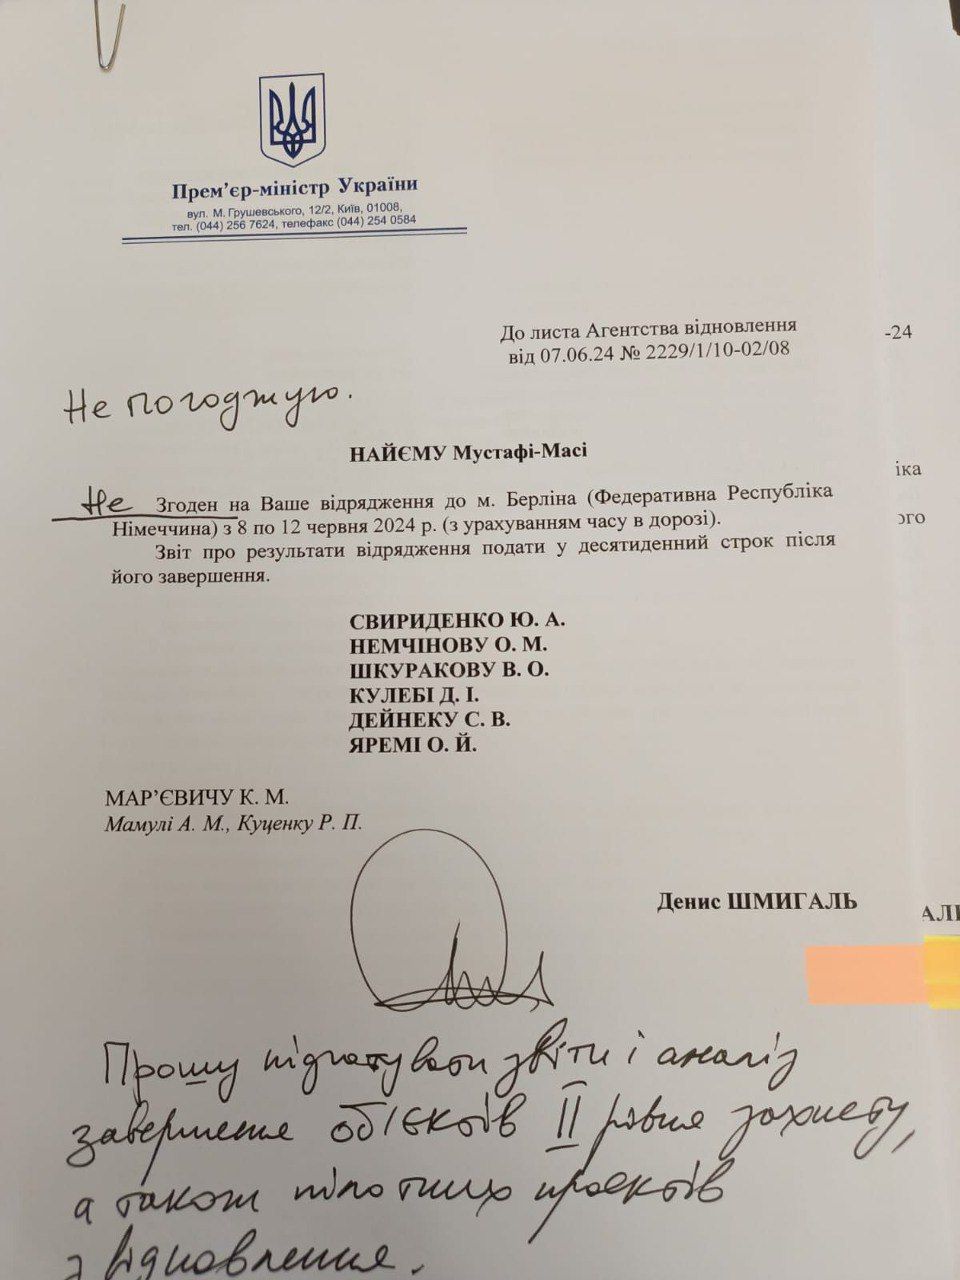 Прем'єр-міністр України
вул. М. Грушевського, 12/2, Київ, 01008,
тел. (044) 256 7624, телефакс (044) 254 0584
До листа Агентства відновлення
від 07.06.24 № 2229/1/10-02/08
-24
Не погоджую.
НАЙЄМУ Мустафі-Масі
іка
Не Згоден на Ваше відрядження до м. Берліна (Федеративна Республіка
Німеччина) з 8 по 12 червня 2024 р. (з урахуванням часу в дорозі).
ого
Звіт про результати відрядження подати у десятиденний строк після
його завершення.
СВИРИДЕНКО Ю. А.
НЕМЧІНОВУ О. М.
ШКУРАКОВУ В. О.
КУЛЕБІ Д. І.
ДЕЙНЕКУ С. В.
ЯРЕМІ О. Й.
МАР'ЄВИЧУ К. М.
Мамулі А. М., Куценку Р. П.
Денис ШМИГАЛЬ
АЛЬ
Прошу підготувати звіти і аналіз
завершення об'єктів ІІ рівня захисту,
а також пілотних проєктів
з відновлення.